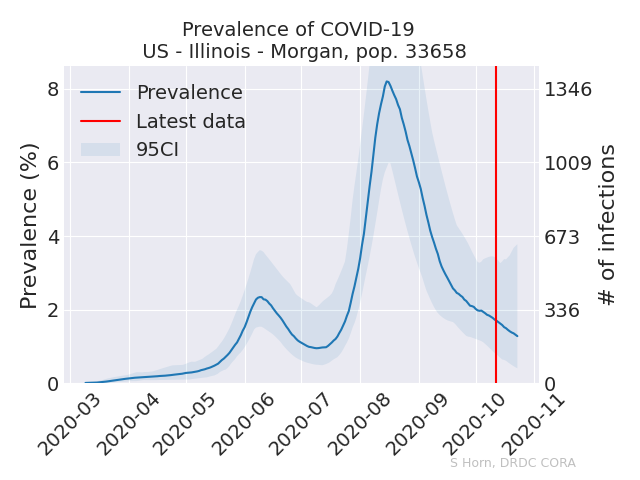 Prevalence of COVID-19
US - Illinois - Morgan, pop. 33658
Prevalence
Latest data
95CI
Prevalence (%)
8
6
4
2
0
1346
1009
673
336
0
# of infections
2020-03
2020-04
2020-05
2020-06
2020-07
2020-08
2020-09
2020-10
2020-11
S Horn, DRDC CORA